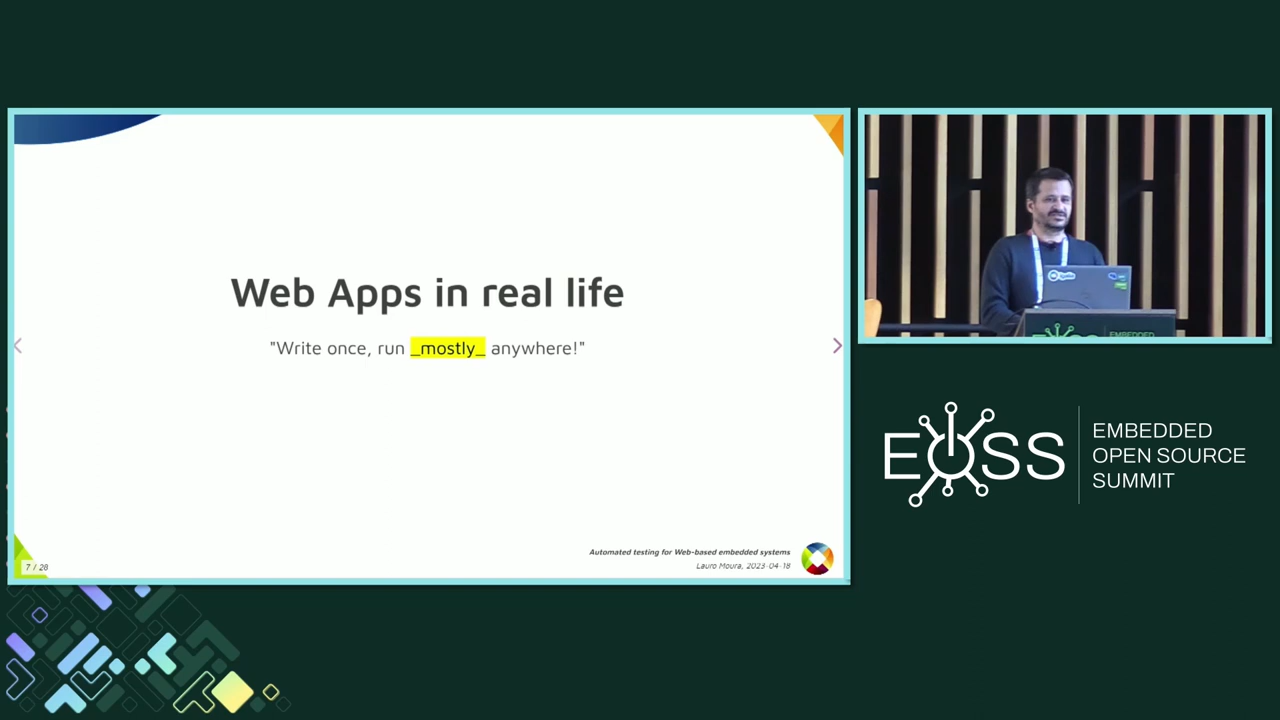 Web Apps in real life
"Write once, run _mostly_ anywhere!"
Automated testing for Web-based embedded systems
Lauro Moura, 2023-04-18
7 / 28
EOSS
EMBEDDED
OPEN SOURCE
SUMMIT